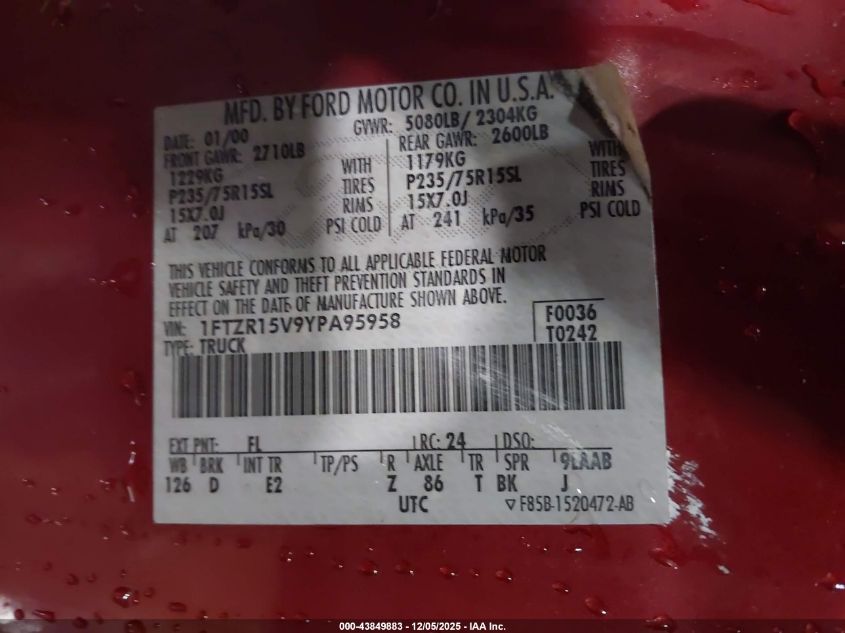 MFD. BY FORD MOTOR CO. IN U.S.A.
DATE: 01/00 GVWR: 5080LB/ 2304KG
FRONT GAWR: 2710LB REAR GAWR: 2600LB
1229KG WITH 1179KG WITH
P235/75R15SL TIRES P235/75R15SL TIRES
15X7.0J RIMS 15X7.0J RIMS
AT 207 kPa/30 PSI COLD AT 241 kPa/35 PSI COLD
THIS VEHICLE CONFORMS TO ALL APPLICABLE FEDERAL MOTOR
VEHICLE SAFETY AND THEFT PREVENTION STANDARDS IN
EFFECT ON THE DATE OF MANUFACTURE SHOWN ABOVE.
VIN: 1FTZR15V9YPA95958 F0036
TYPE: TRUCK T0242
EXT PNT: FL RC: 24 DSO:
WB BRK INT TR TP/PS R AXLE TR SPR 9LAAB
126 D E2 Z 86 T BK J
UTC ▽ F85B-1520472-AB
000-43849883 - 12/05/2025 - IAA Inc.